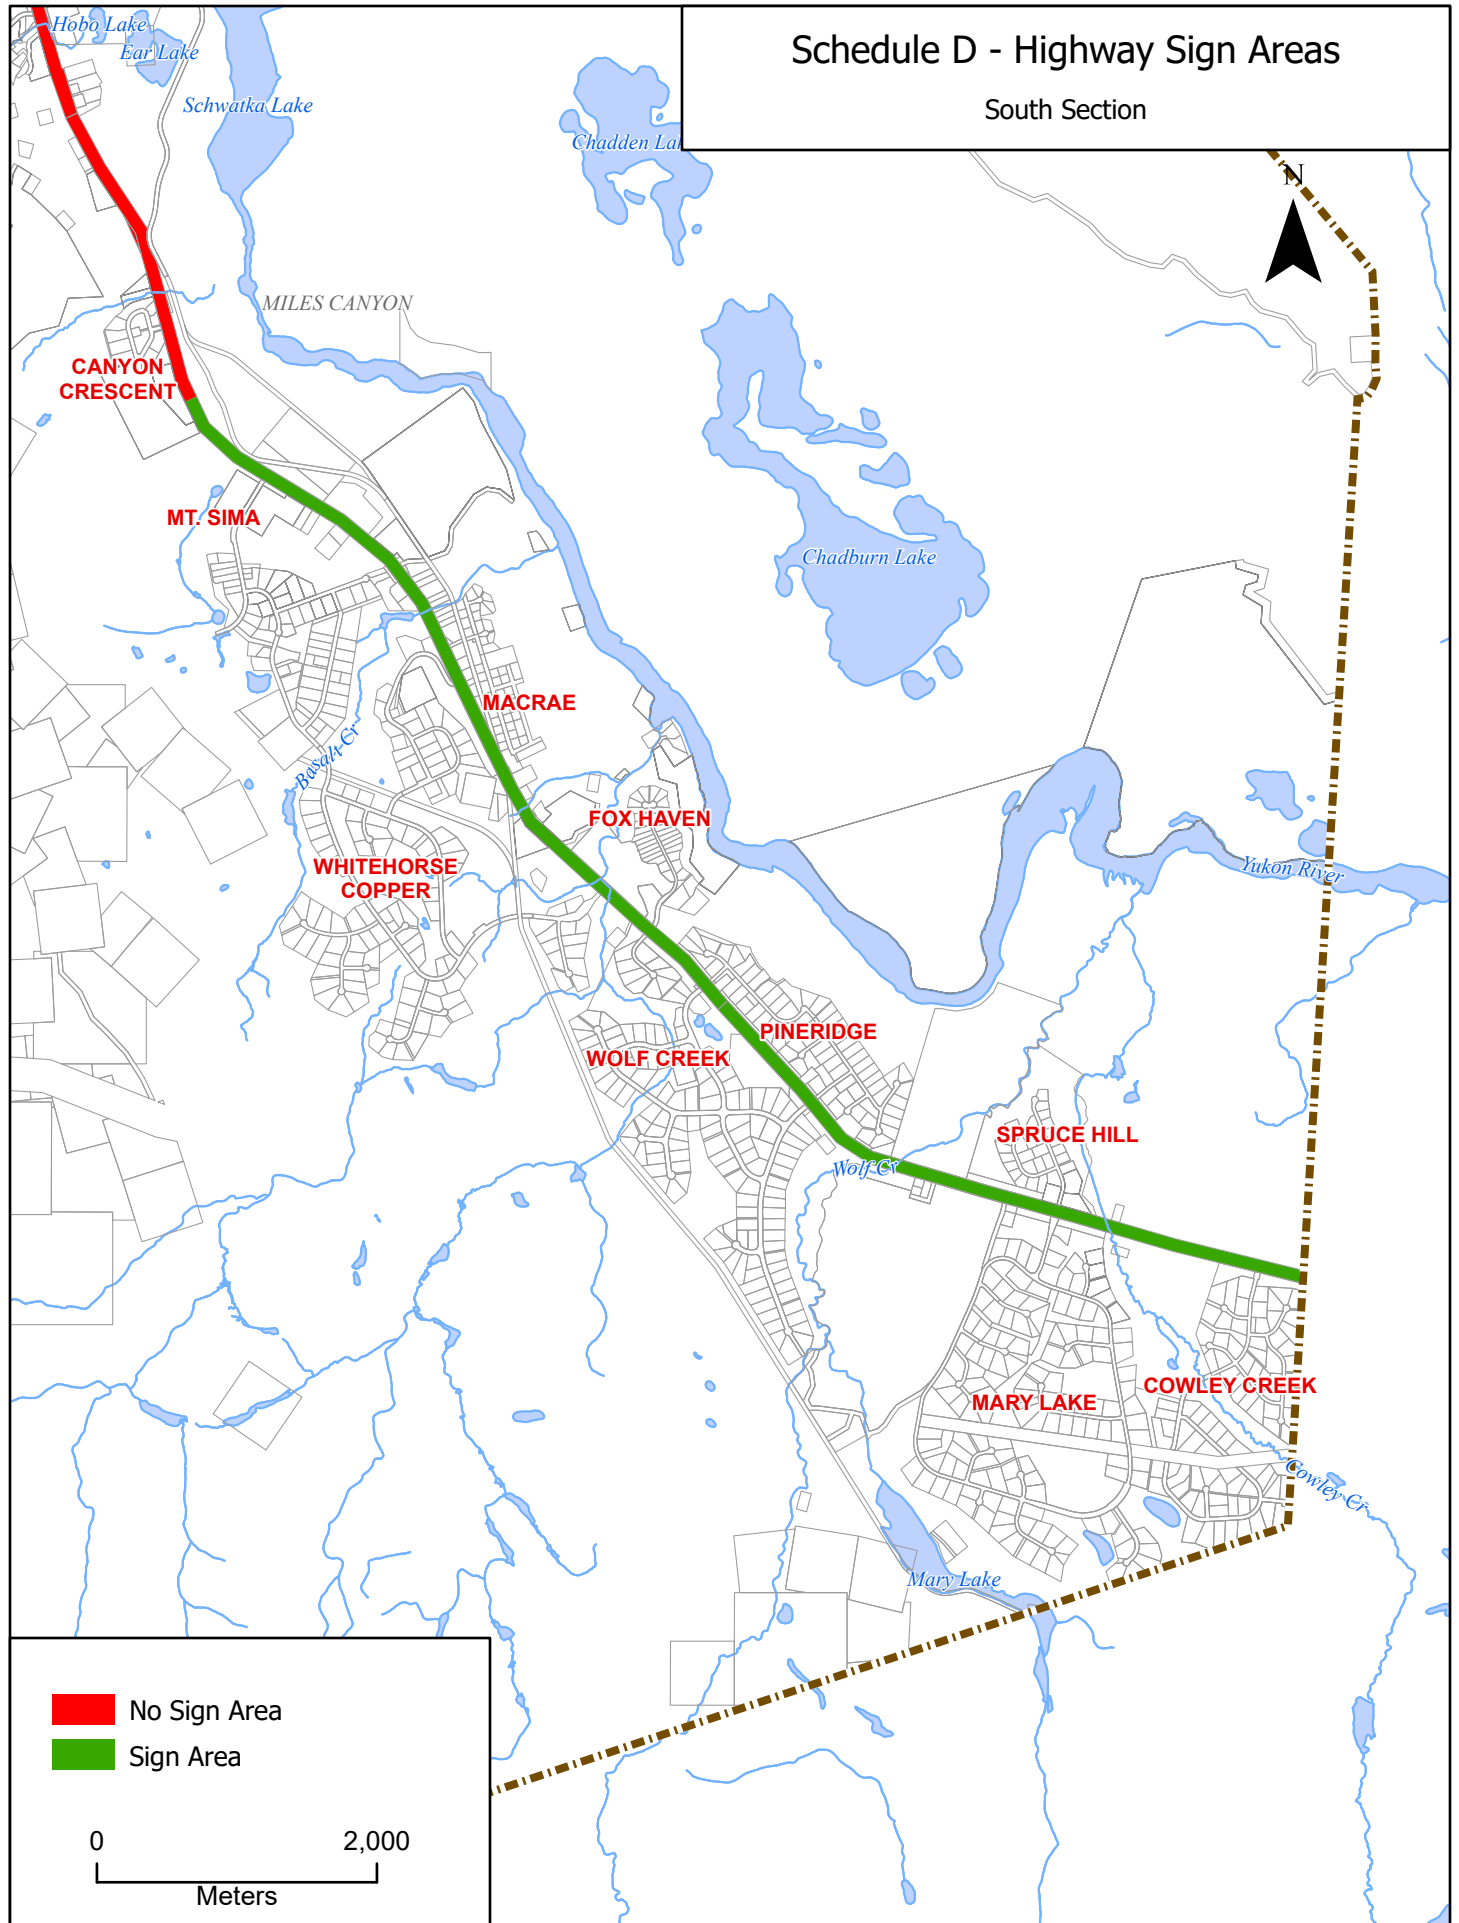 Schedule D - Highway Sign Areas
South Section
Hobo Lake
Ear Lake
Schwatka Lake
Chadden Lak
N
MILES CANYON
CANYON
CRESCENT
MT. SIMA
Chadburn Lake
MACRAE
Basalt Cr
FOX HAVEN
WHITEHORSE
COPPER
Yukon River
PINERIDGE
WOLF CREEK
SPRUCE HILL
Wolf Cr
COWLEY CREEK
MARY LAKE
Cowley Cr
Mary Lake
No Sign Area
Sign Area
0 2,000
Meters